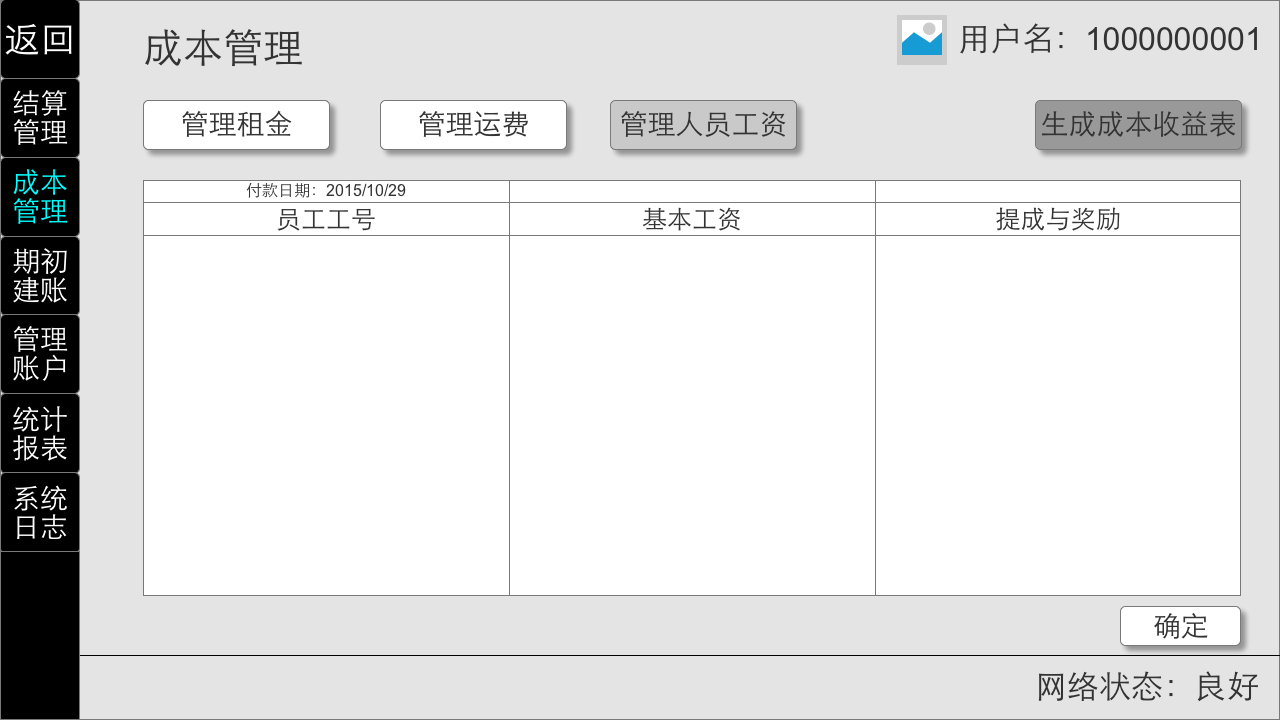 返回
成本管理
用户名：1000000001
结算
管理
成本
管理
期初
建账
管理
账户
统计
报表
系统
日志
管理租金
管理运费
管理人员工资
生成成本收益表
付款日期：2015/10/29
员工工号
基本工资
提成与奖励
确定
网络状态：良好